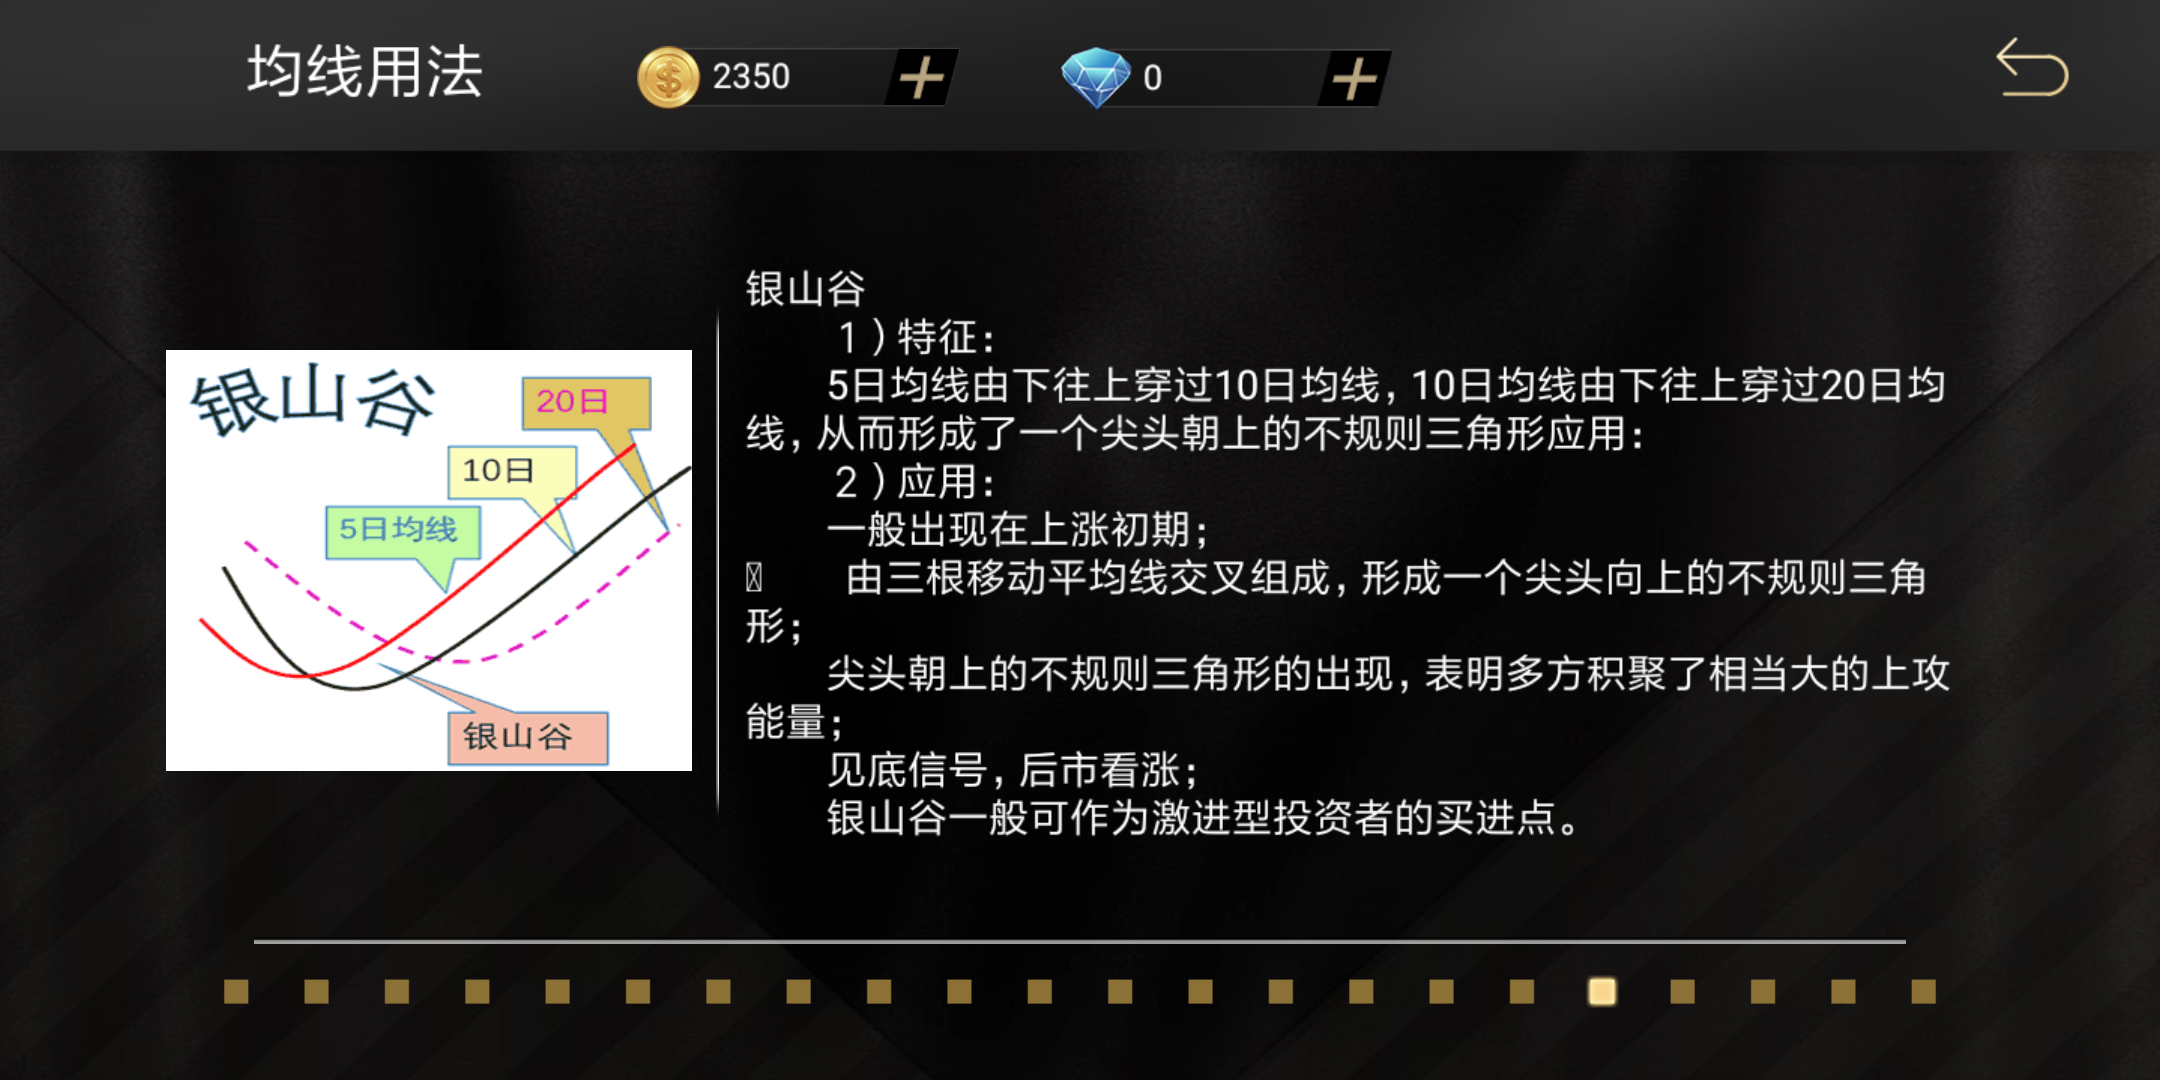 均线用法
2350
0
银山谷
20日
10日
5日均线
银山谷
银山谷
1）特征：
5日均线由下往上穿过10日均线，10日均线由下往上穿过20日均
线，从而形成了一个尖头朝上的不规则三角形应用：
2）应用：
一般出现在上涨初期；
由三根移动平均线交叉组成，形成一个尖头向上的不规则三角
形；
尖头朝上的不规则三角形的出现，表明多方积聚了相当大的上攻
能量；
见底信号，后市看涨；
银山谷一般可作为激进型投资者的买进点。